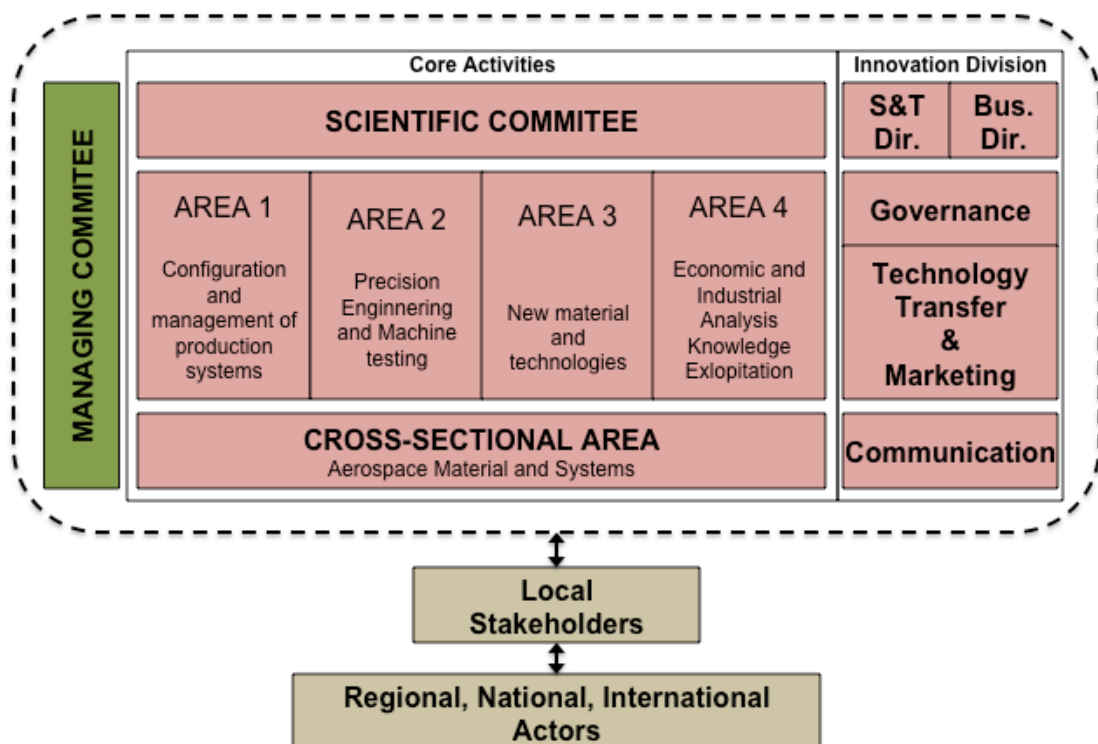 Core Activities
Innovation Division
MANAGING COMMITEE
SCIENTIFIC COMMITEE
S&T
Dir.
Bus.
Dir.
AREA 1
Configuration
and
management of
production
systems
AREA 2
Precision
Enginnering
and Machine
testing
AREA 3
New material
and
technologies
AREA 4
Economic and
Industrial
Analysis
Knowledge
Exlopitation
Governance
Technology
Transfer
&
Marketing
CROSS-SECTIONAL AREA
Aerospace Material and Systems
Communication
Local
Stakeholders
Regional, National, International
Actors